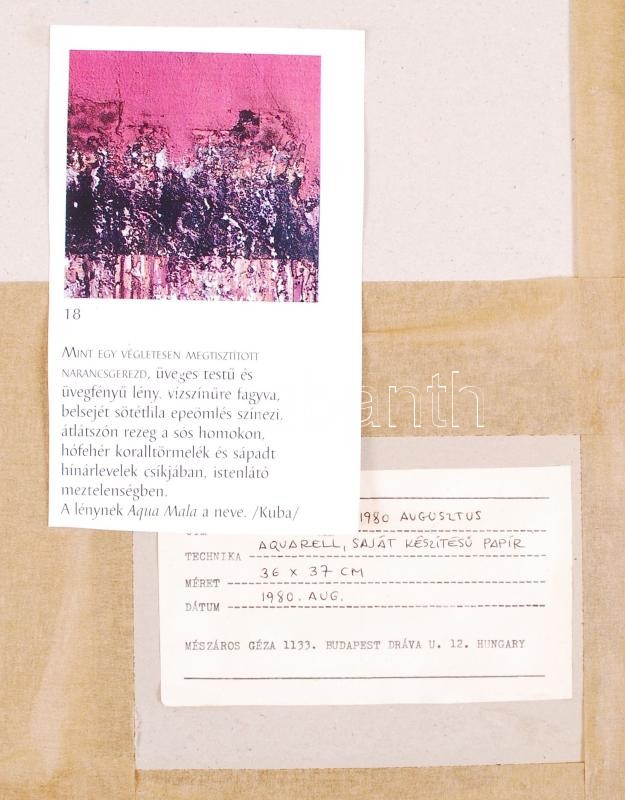 18
MINT EGY VÉGLETESEN MEGTISZTÍTOTT
NARANCSGEREZD, üveges testű és
üvegfényű lény, vízszínűre fagyva,
belsejét sötétlila epeömlés színezi,
átlátszón rezeg a sós homokon,
hófehér koralltörmelék és sápadt
hínárlevelek csíkjában, istenlátó
meztelenségben.
A lénynek Aqua Mala a neve. /Kuba/
1980 AUGUSZTUS
TECHNIKA AQUARELL, SAJÁT KÉSZITÉSŰ PAPÍR
MÉRET 36 X 37 CM
DÁTUM 1980. AUG.
MÉSZÁROS GÉZA 1133. BUDAPEST DRÁVA U. 12. HUNGARY